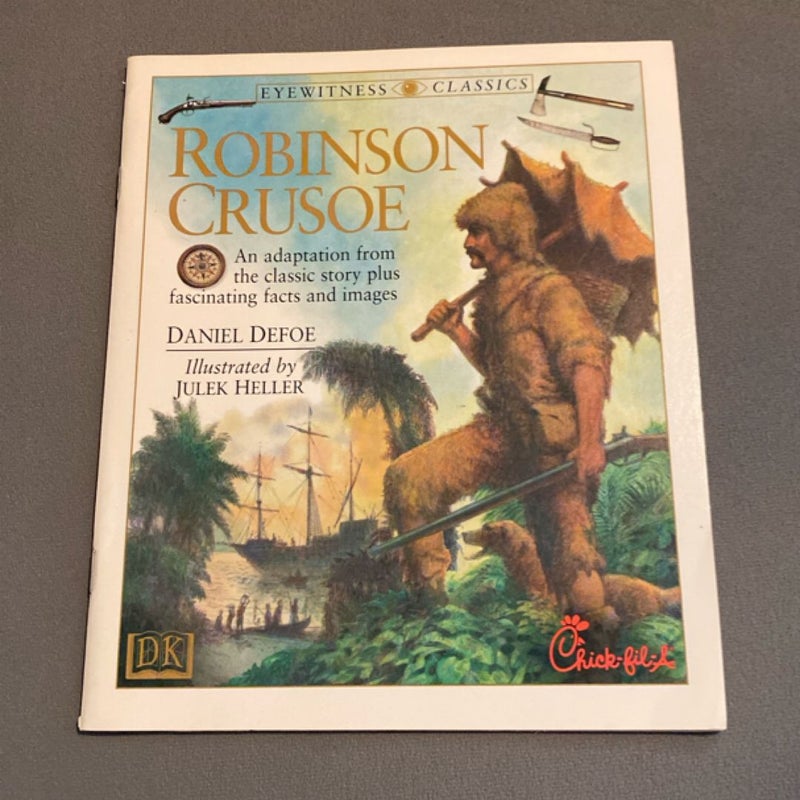 EYEWITNESS CLASSICS
ROBINSON
CRUSOE
An adaptation from
the classic story plus
fascinating facts and images
DANIEL DEFOE
Illustrated by
JULEK HELLER
DK
Chick-fil-A